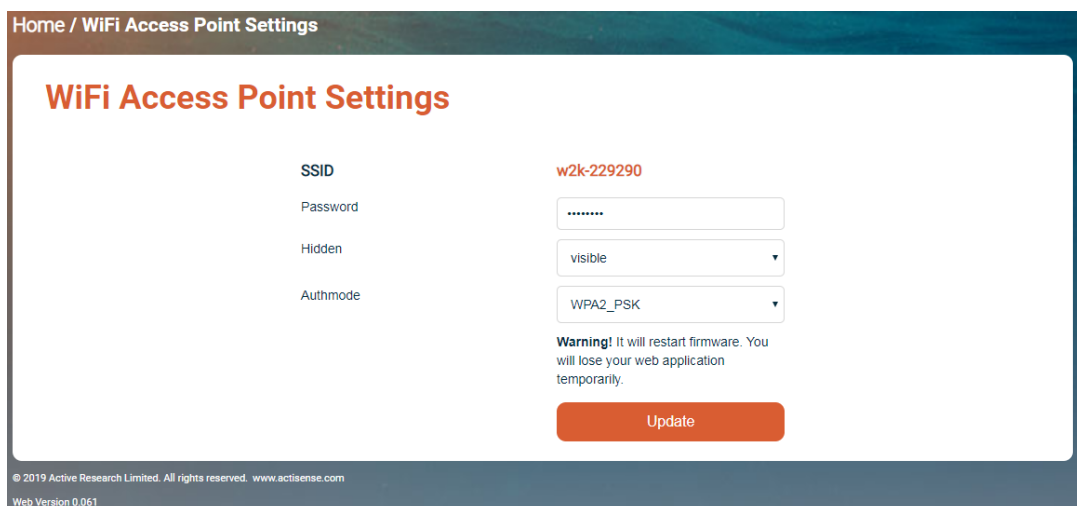 Home / WiFi Access Point Settings
WiFi Access Point Settings
SSID w2k-229290
Password ••••••••
Hidden visible
Authmode WPA2_PSK
Warning! It will restart firmware. You
will lose your web application
temporarily.
Update
© 2019 Active Research Limited. All rights reserved. www.actisense.com
Web Version 0.061